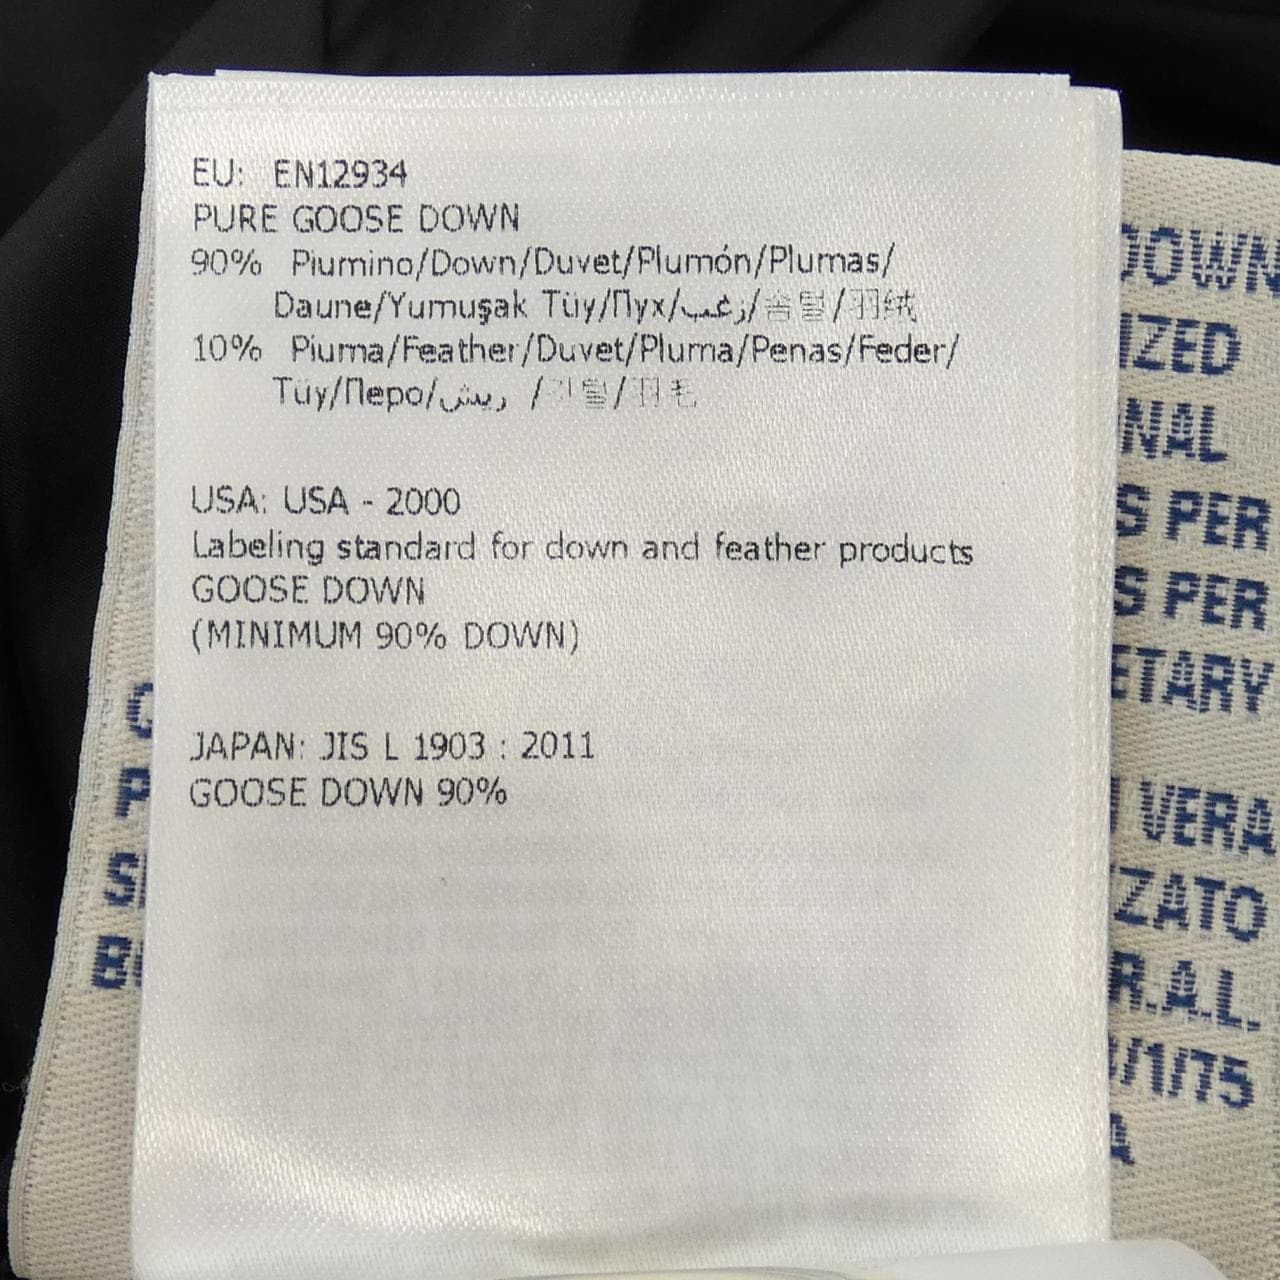 EU: EN12934
PURE GOOSE DOWN
90% Piumino/Down/Duvet/Plumón/Plumas/
Daune/Yumuşak Tüy/Пух/زغب/솜털/羽绒
10% Piuma/Feather/Duvet/Pluma/Penas/Feder/
Tüy/Перо/ريش /깃털/羽毛
USA: USA - 2000
Labeling standard for down and feather products
GOOSE DOWN
(MINIMUM 90% DOWN)
JAPAN: JIS L 1903 : 2011
GOOSE DOWN 90%
DOWN
IZED
NAL
S PER
S PER
ETARY
VERA
ZATO
R.A.L.
/1/75
A